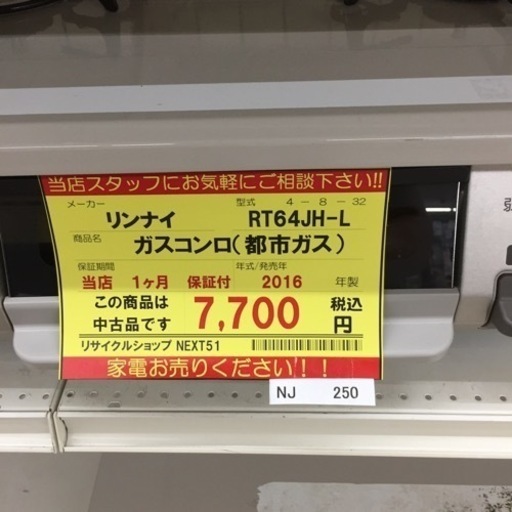 当店スタッフにお気軽にご相談下さい!!
メーカー 型式 4-8-32
リンナイ RT64JH-L
商品名 ガスコンロ(都市ガス)
保証期間 年式/発売年
当店 1ヶ月 保証付 2016 年製
この商品は 中古品です 7,700 税込 円
リサイクルショップ NEXT51
家電お売りください!!
NJ 250
弱